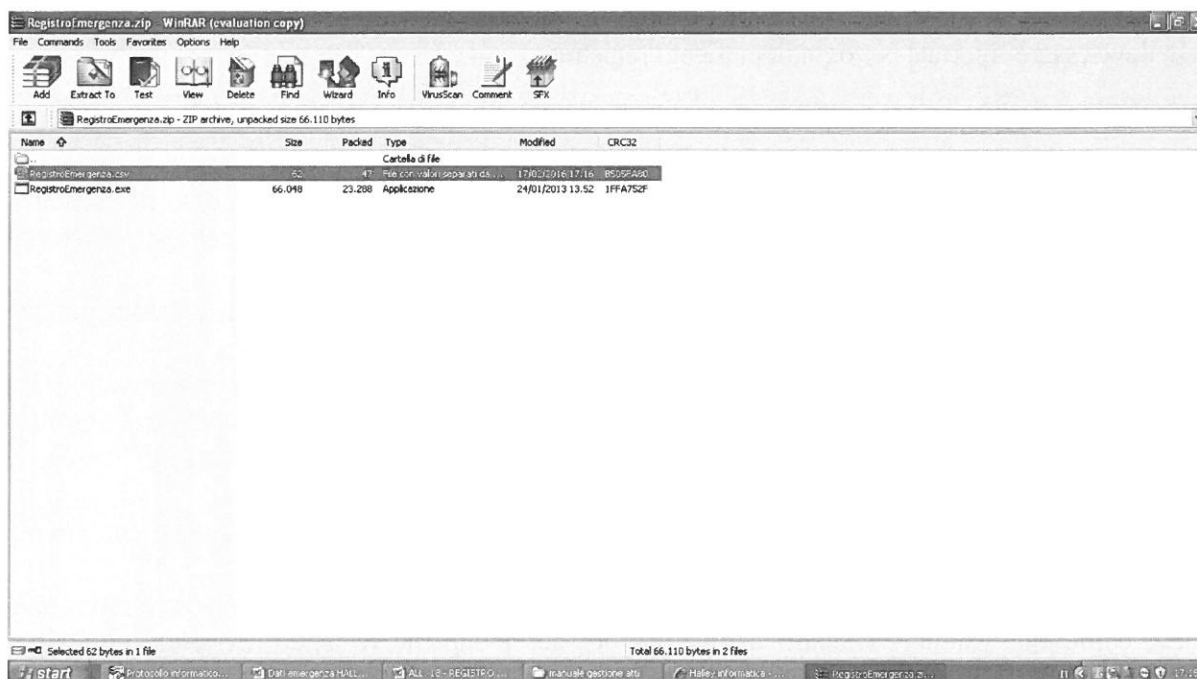 RegistroEmergenza.zip - WinRAR (evaluation copy)
File Commands Tools Favorites Options Help
Add Extract To Test View Delete Find Wizard Info VirusScan Comment SFX
RegistroEmergenza.zip - ZIP archive, unpacked size 66.110 bytes
Name Size Packed Type Modified CRC32
.. Cartella di file
RegistroEmergenza.csv 62 47 File con valori separati da ... 17/02/2016 17.16
RegistroEmergenza.exe 66.048 23.288 Applicazione 24/01/2013 13.52 1FFA752F
Selected 62 bytes in 1 file Total 66.110 bytes in 2 files
start Protocollo informatico... Dati emergenza HALL... ALL 18 - REGISTRO ... manuale gestione atti Halley informatica - ... RegistroEmergenza.z...